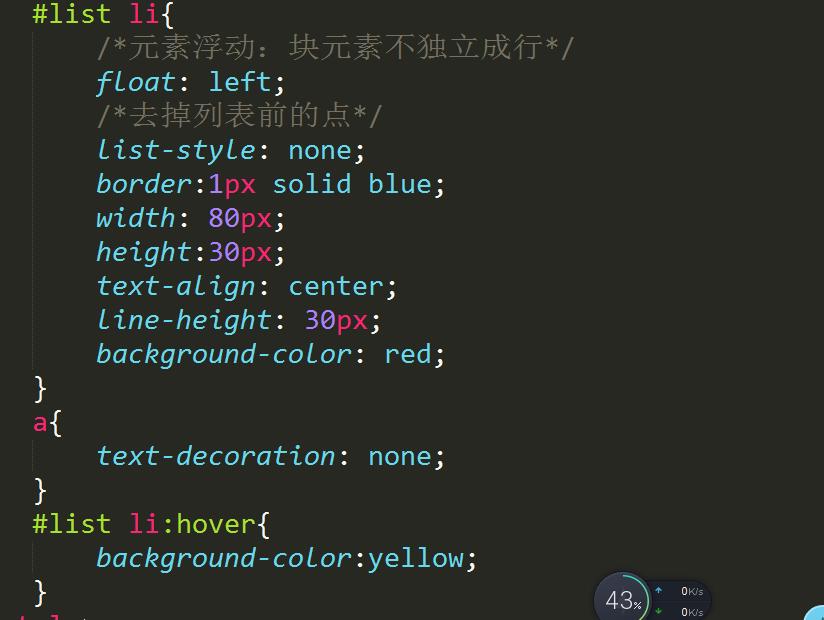 #list li{
/*元素浮动：块元素不独立成行*/
float: left;
/*去掉列表前的点*/
list-style: none;
border:1px solid blue;
width: 80px;
height:30px;
text-align: center;
line-height: 30px;
background-color: red;
}
a{
text-decoration: none;
}
#list li:hover{
background-color:yellow;
}
43%
0K/s
0K/s